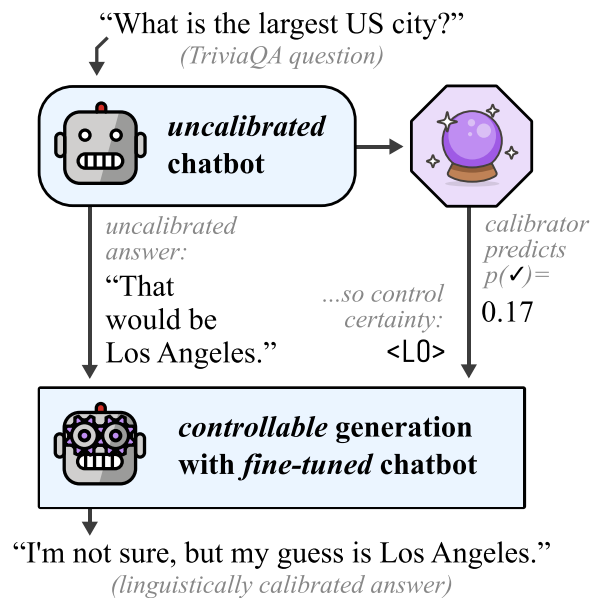 “What is the largest US city?”
(TriviaQA question)
uncalibrated
chatbot
uncalibrated
answer:
“That
would be
Los Angeles.”
calibrator
predicts
p(✓)=
0.17
...so control
certainty:
<LO>
controllable generation
with fine-tuned chatbot
“I'm not sure, but my guess is Los Angeles.”
(linguistically calibrated answer)